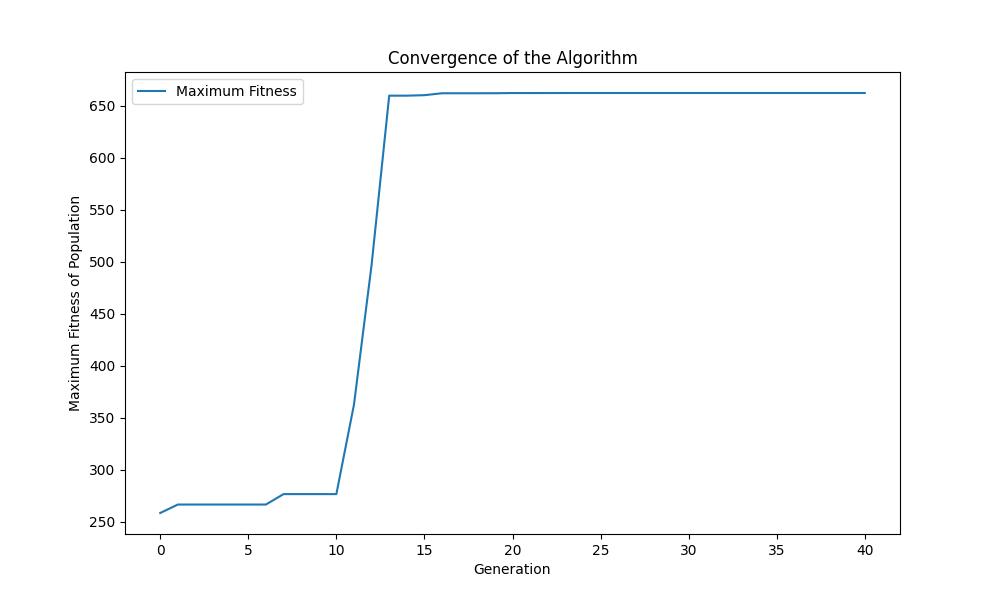 Convergence of the Algorithm
Maximum Fitness
Maximum Fitness of Population
650
600
550
500
450
400
350
300
250
0 5 10 15 20 25 30 35 40
Generation